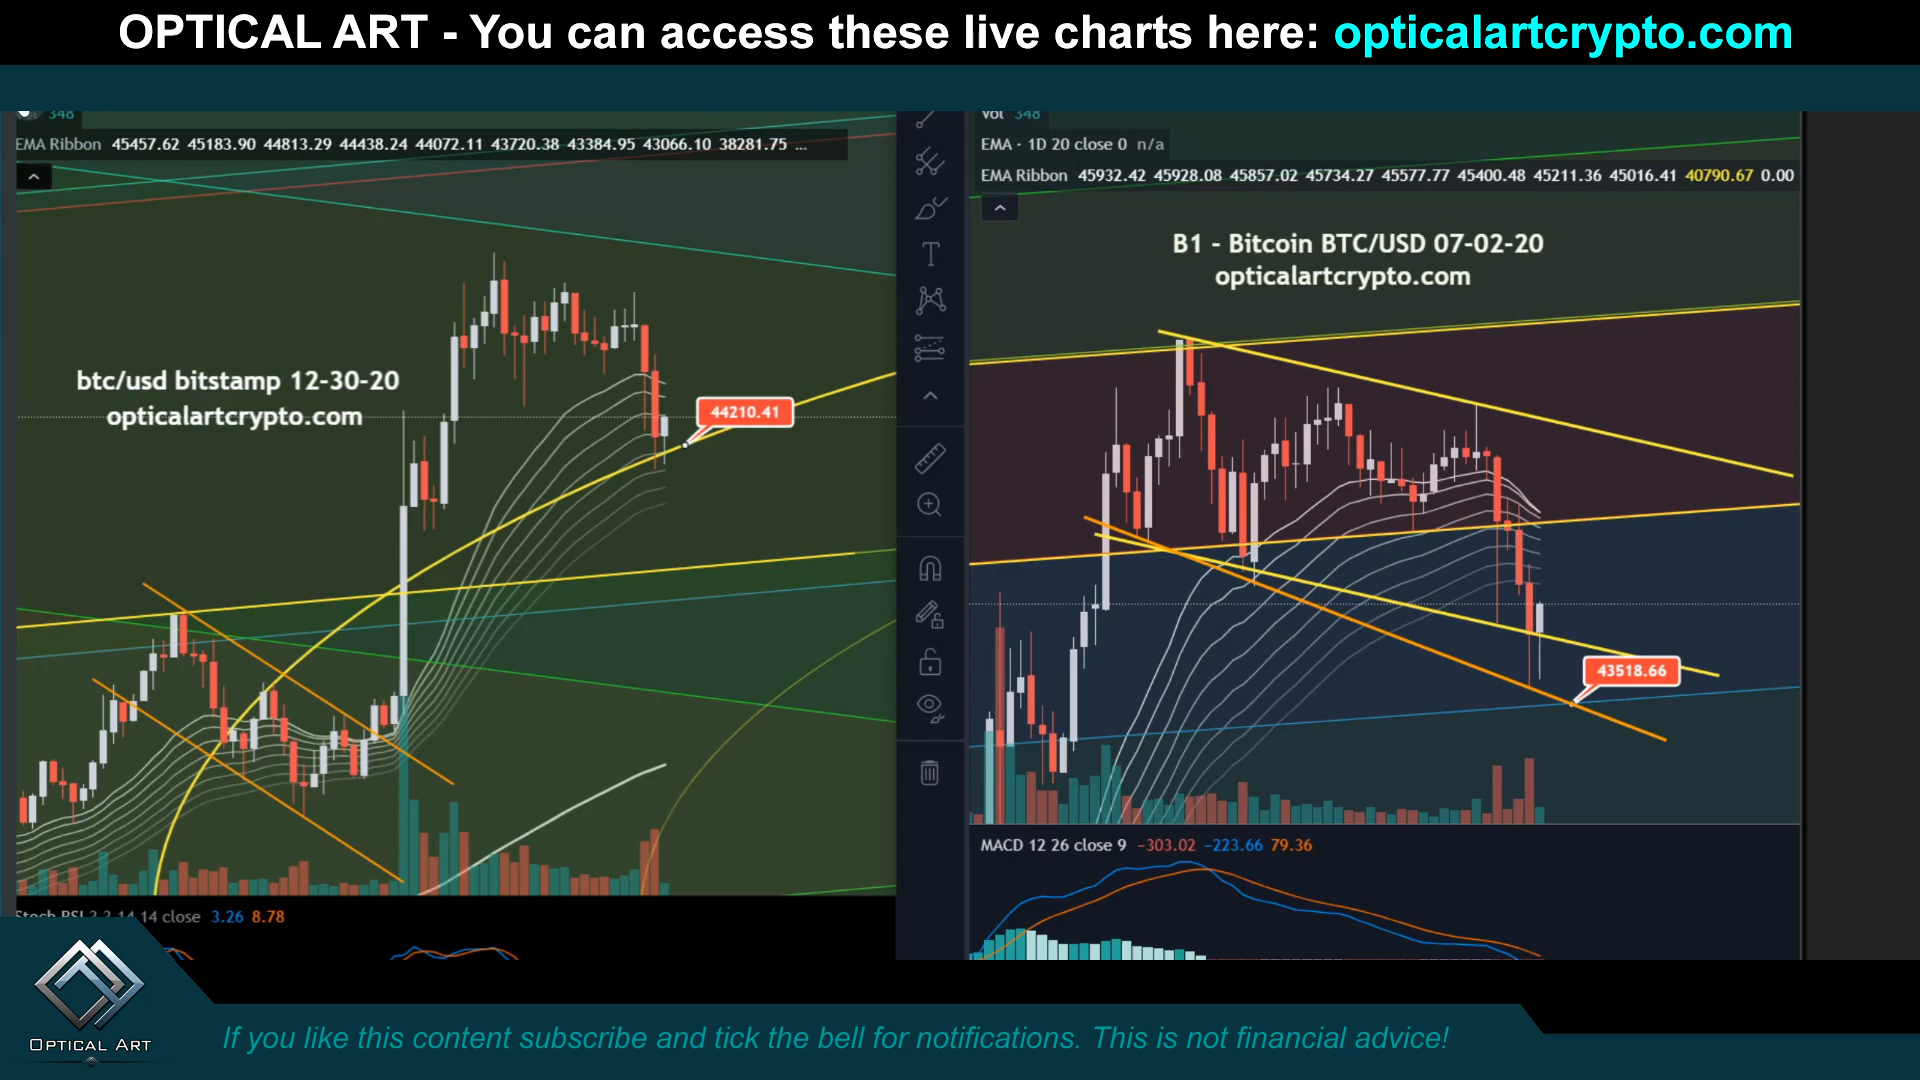 OPTICAL ART - You can access these live charts here: opticalartcrypto.com
348
EMA Ribbon 45457.62 45183.90 44813.29 44438.24 44072.11 43720.38 43384.95 43066.10 38281.75 ...
btc/usd bitstamp 12-30-20
opticalartcrypto.com
44210.41
14 14 close 3.26 8.78
Vol 348
EMA · 1D 20 close 0 n/a
EMA Ribbon 45932.42 45928.08 45857.02 45734.27 45577.77 45400.48 45211.36 45016.41 40790.67 0.00
B1 - Bitcoin BTC/USD 07-02-20
opticalartcrypto.com
43518.66
MACD 12 26 close 9 −303.02 −223.66 79.36
OPTICAL ART
If you like this content subscribe and tick the bell for notifications. This is not financial advice!